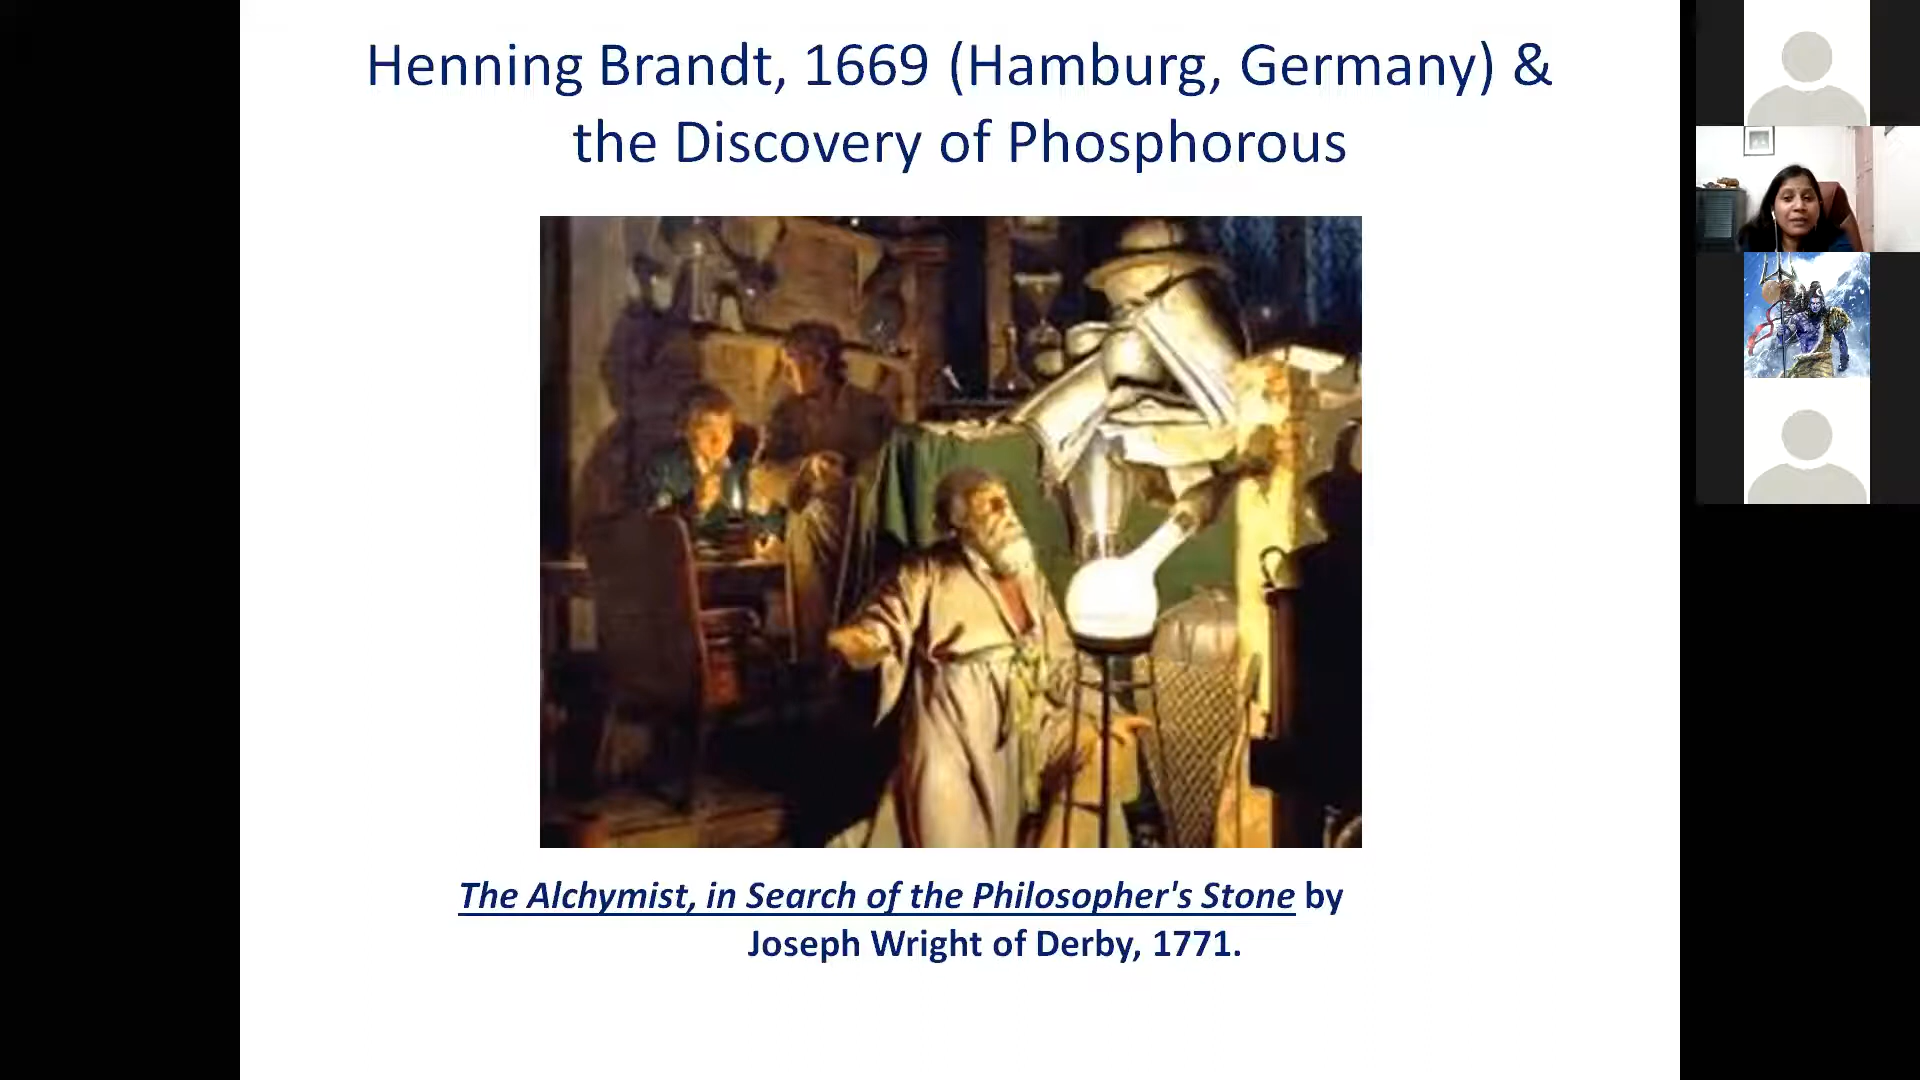 Henning Brandt, 1669 (Hamburg, Germany) &
the Discovery of Phosphorous
The Alchymist, in Search of the Philosopher's Stone by
Joseph Wright of Derby, 1771.